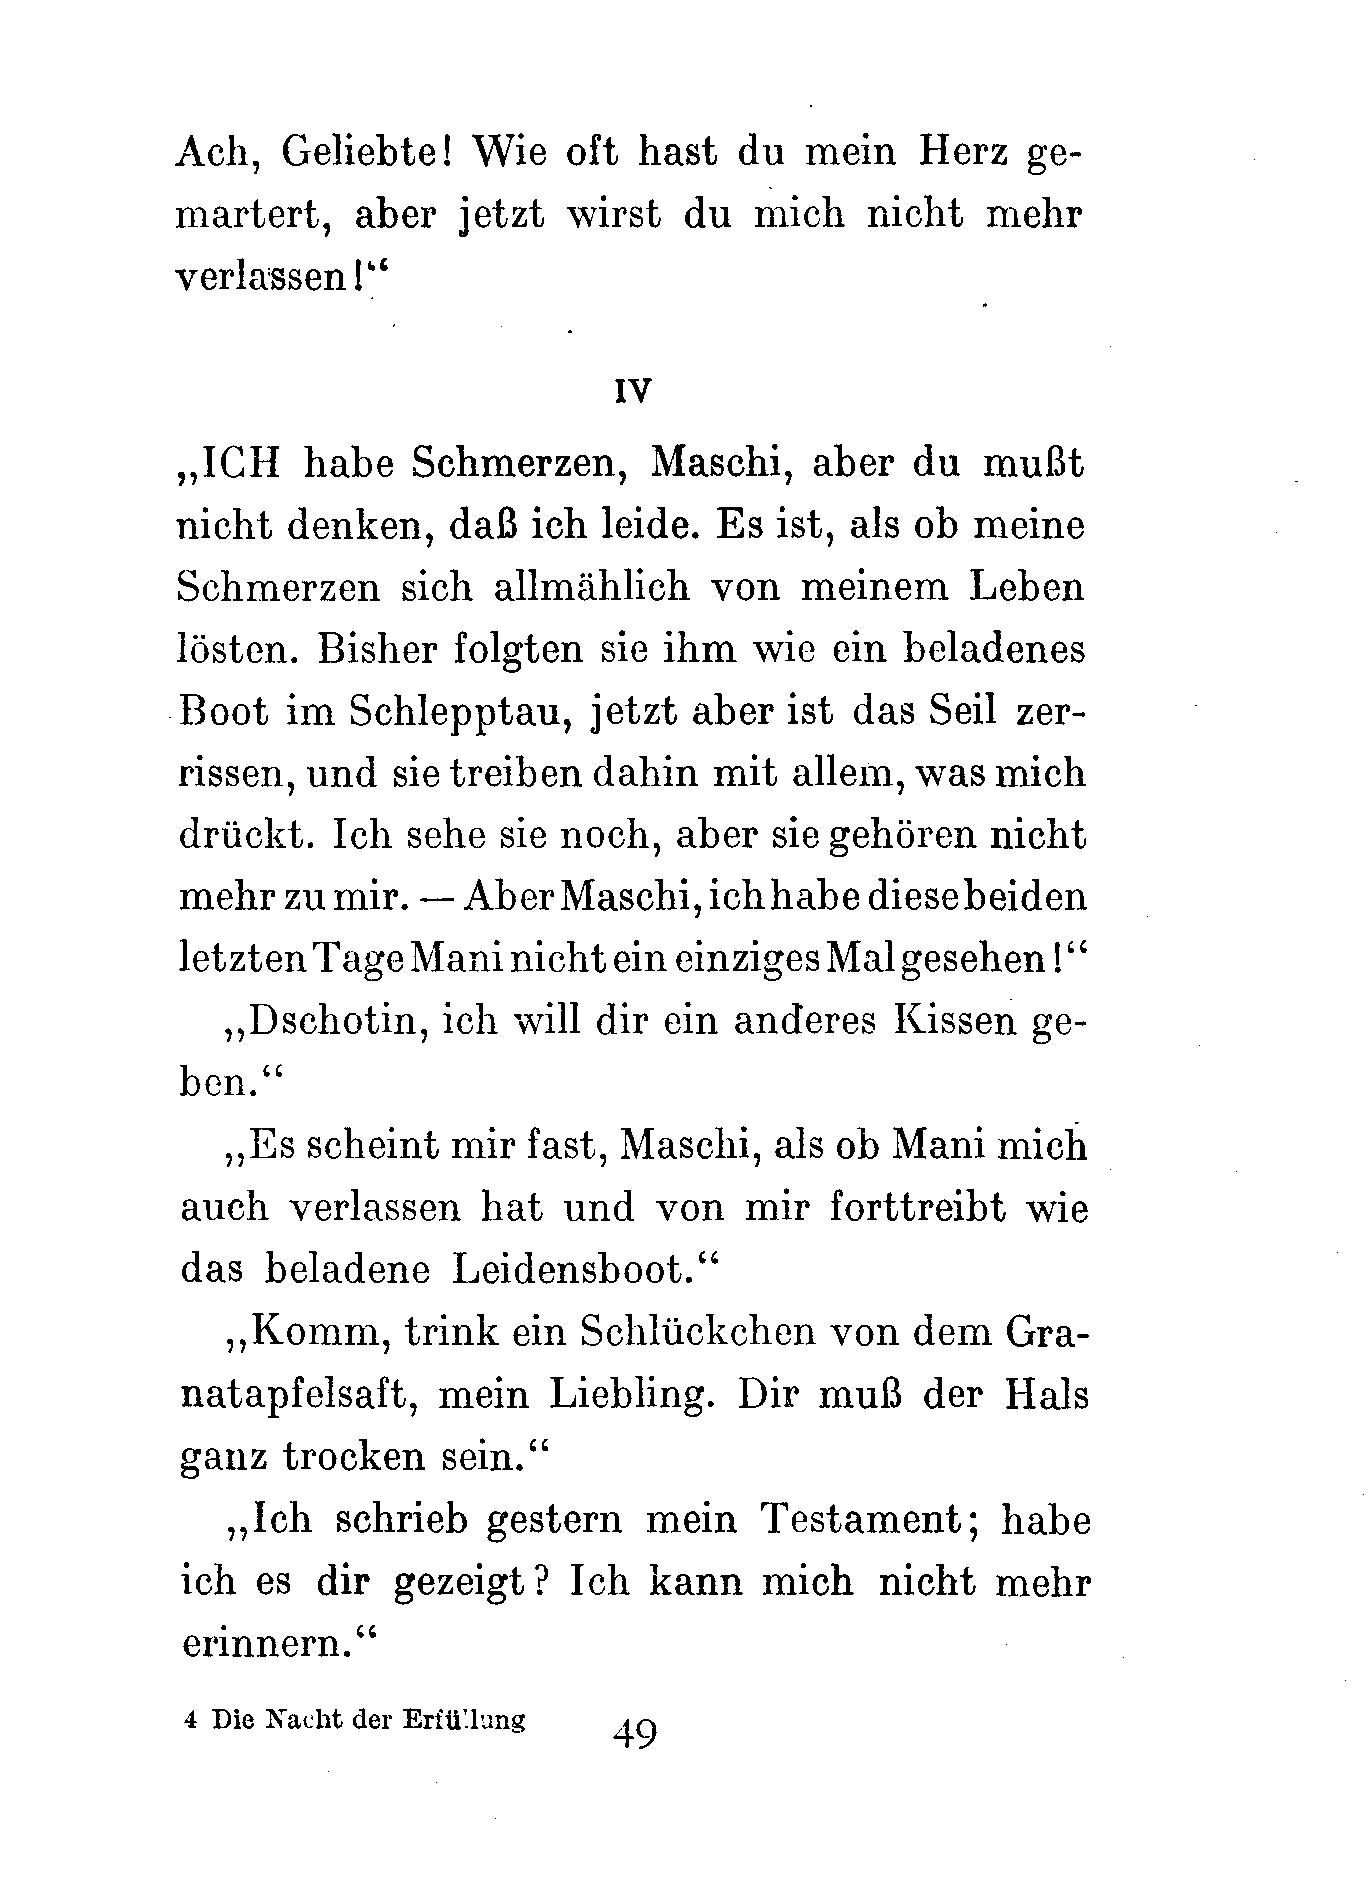 Ach, Geliebte! Wie oft hast du mein Herz ge-
martert, aber jetzt wirst du mich nicht mehr
verlassen!“
IV
„ICH habe Schmerzen, Maschi, aber du mußt
nicht denken, daß ich leide. Es ist, als ob meine
Schmerzen sich allmählich von meinem Leben
lösten. Bisher folgten sie ihm wie ein beladenes
Boot im Schlepptau, jetzt aber ist das Seil zer-
rissen, und sie treiben dahin mit allem, was mich
drückt. Ich sehe sie noch, aber sie gehören nicht
mehr zu mir. — Aber Maschi, ich habe diese beiden
letzten Tage Mani nicht ein einziges Mal gesehen!“
„Dschotin, ich will dir ein anderes Kissen ge-
ben.“
„Es scheint mir fast, Maschi, als ob Mani mich
auch verlassen hat und von mir forttreibt wie
das beladene Leidensboot.“
„Komm, trink ein Schlückchen von dem Gra-
natapfelsaft, mein Liebling. Dir muß der Hals
ganz trocken sein.“
„Ich schrieb gestern mein Testament; habe
ich es dir gezeigt? Ich kann mich nicht mehr
erinnern.“
4 Die Nacht der Erfüllung
49